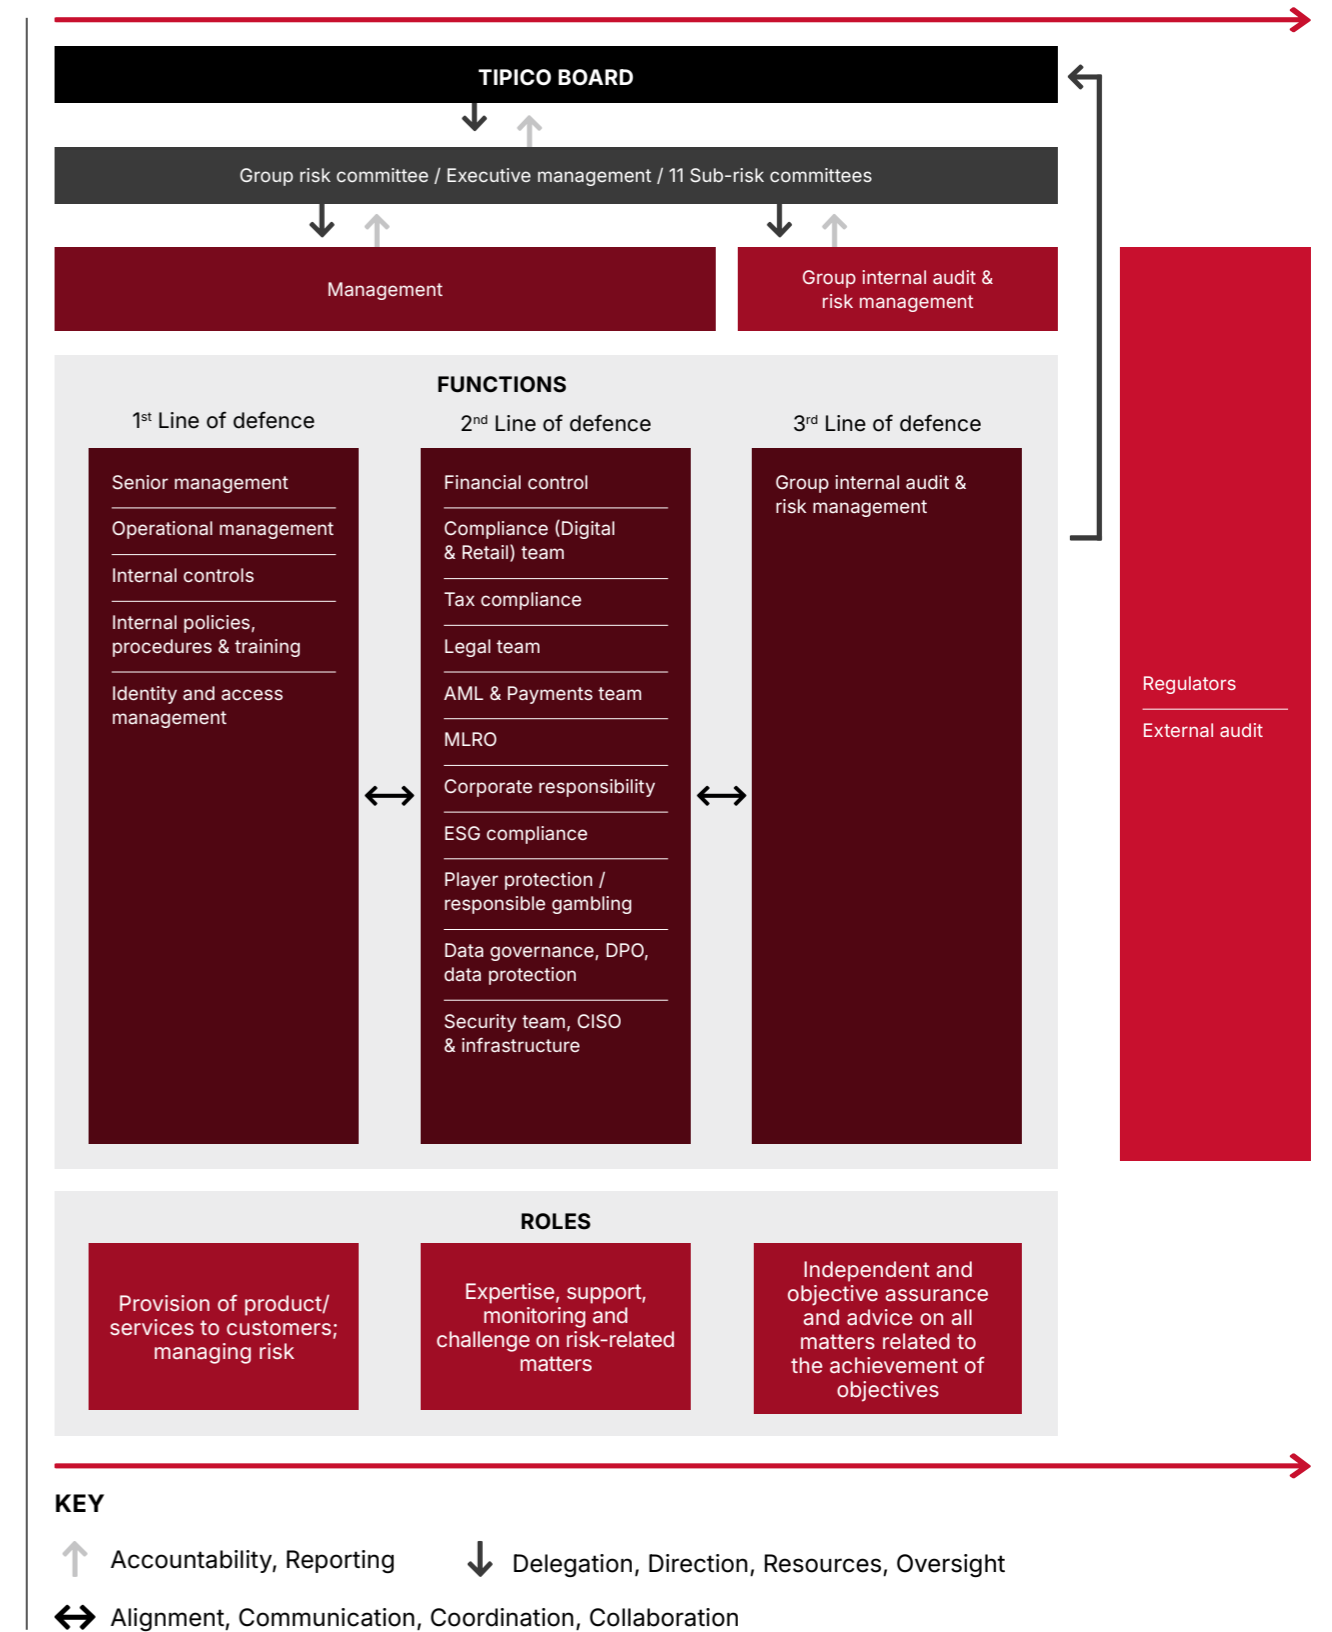 TIPICO BOARD
Group risk committee / Executive management / 11 Sub-risk committees
Management
Group internal audit &
risk management
FUNCTIONS
1st Line of defence
Senior management
Operational management
Internal controls
Internal policies,
procedures & training
Identity and access
management
2nd Line of defence
Financial control
Compliance (Digital
& Retail) team
Tax compliance
Legal team
AML & Payments team
MLRO
Corporate responsibility
ESG compliance
Player protection /
responsible gambling
Data governance, DPO,
data protection
Security team, CISO
& infrastructure
3rd Line of defence
Group internal audit &
risk management
Regulators
External audit
ROLES
Provision of product/
services to customers;
managing risk
Expertise, support,
monitoring and
challenge on risk-related
matters
Independent and
objective assurance
and advice on all
matters related to
the achievement of
objectives
KEY
Accountability, Reporting
Delegation, Direction, Resources, Oversight
Alignment, Communication, Coordination, Collaboration